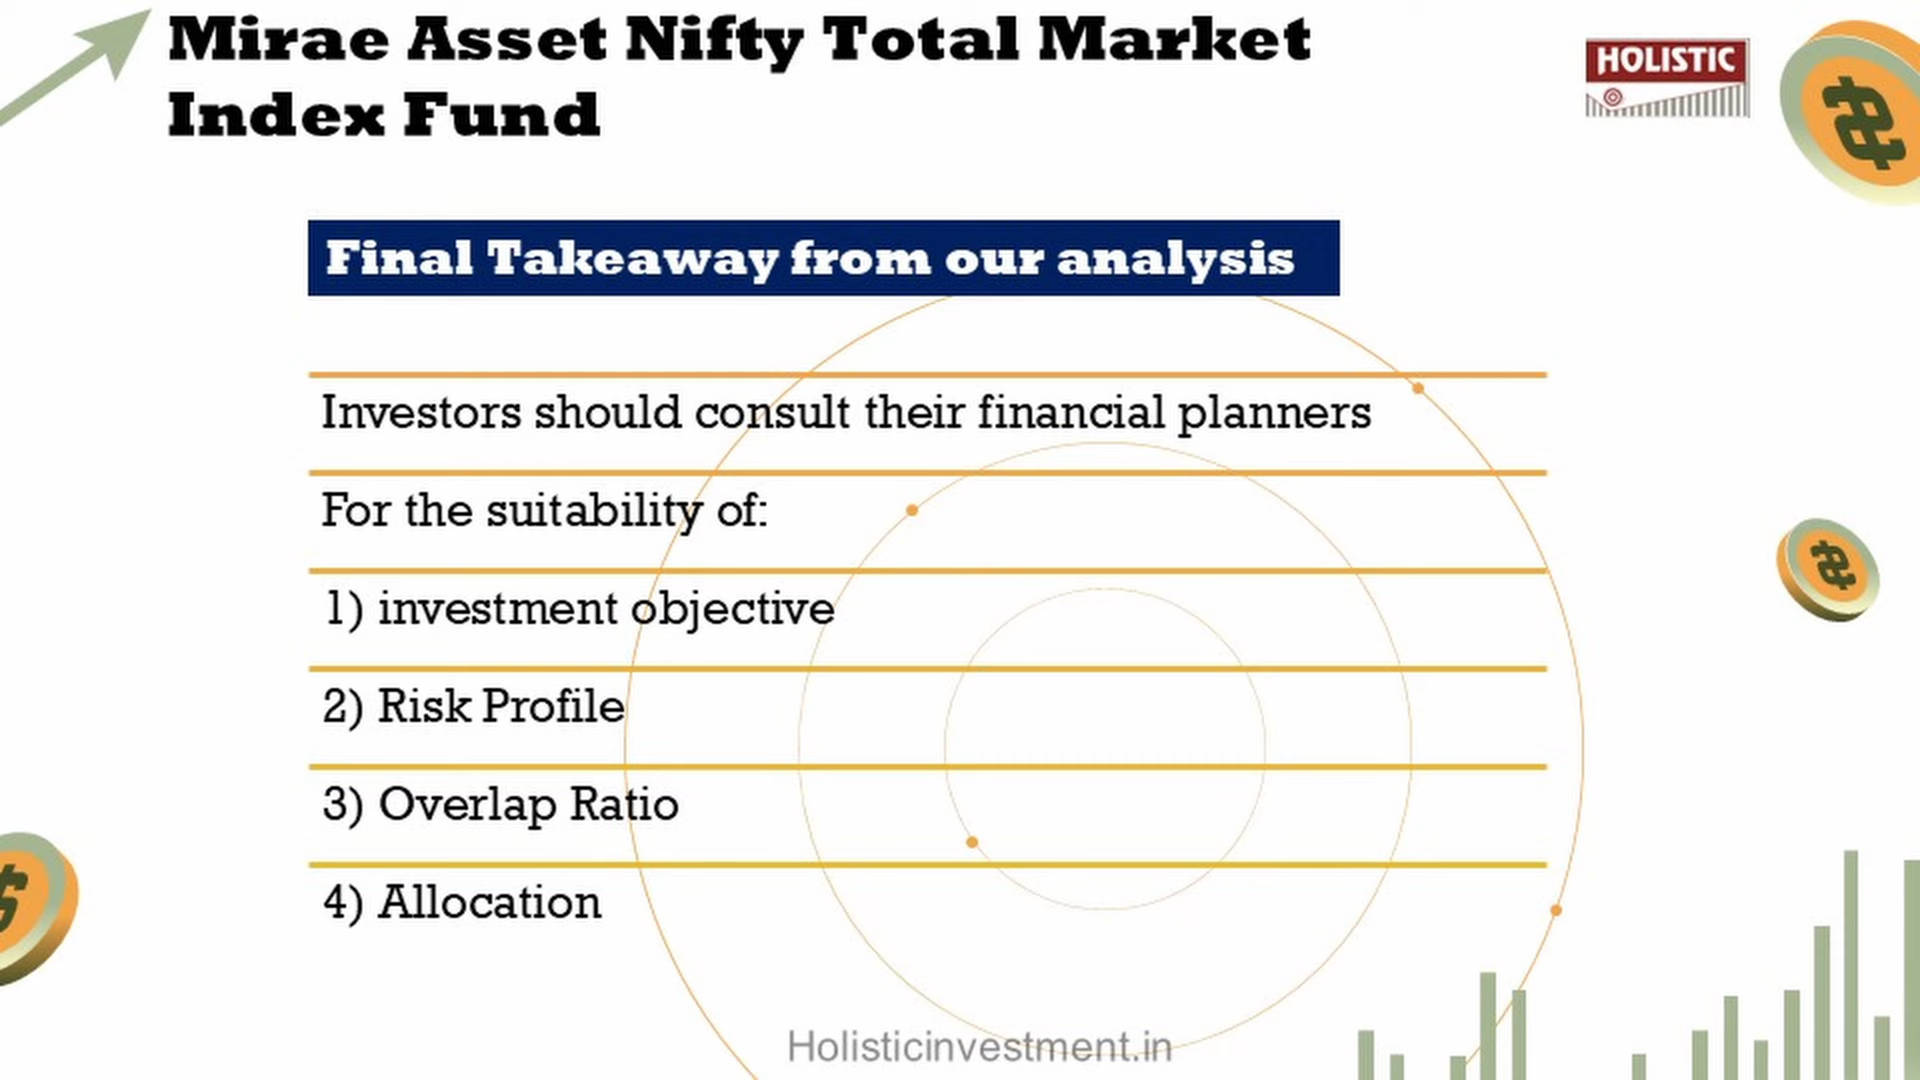 Mirae Asset Nifty Total Market
Index Fund
HOLISTIC
Final Takeaway from our analysis
Investors should consult their financial planners
For the suitability of:
1) investment objective
2) Risk Profile
3) Overlap Ratio
4) Allocation
Holisticinvestment.in